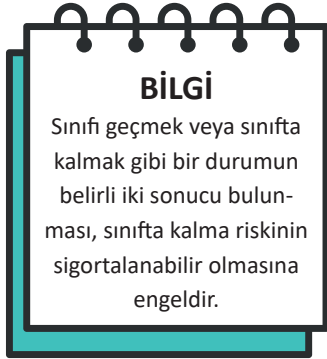 BİLGİ
Sınıfı geçmek veya sınıfta
kalmak gibi bir durumun
belirli iki sonucu bulun-
ması, sınıfta kalma riskinin
sigortalanabilir olmasına
engeldir.